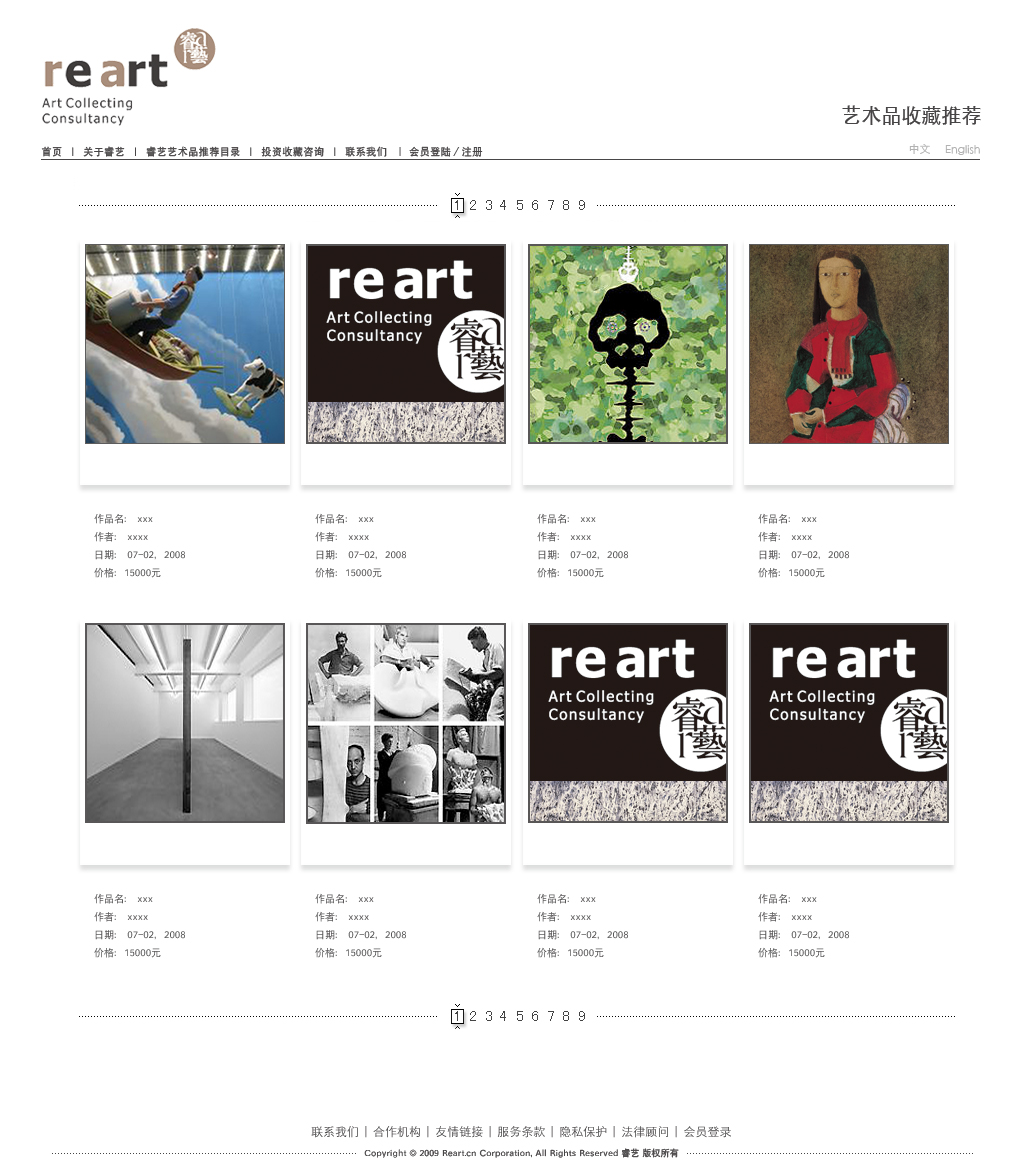 睿藝
a
r
re art
Art Collecting
Consultancy
艺术品收藏推荐
首页 | 关于睿艺 | 睿艺艺术品推荐目录 | 投资收藏咨询 | 联系我们 | 会员登陆 / 注册
中文 English
1 2 3 4 5 6 7 8 9
re art
Art Collecting
Consultancy
睿藝
a
r
作品名: xxx
作者: xxxx
日期: 07-02, 2008
价格: 15000元
作品名: xxx
作者: xxxx
日期: 07-02, 2008
价格: 15000元
作品名: xxx
作者: xxxx
日期: 07-02, 2008
价格: 15000元
作品名: xxx
作者: xxxx
日期: 07-02, 2008
价格: 15000元
re art
Art Collecting
Consultancy
睿藝
a
r
re art
Art Collecting
Consultancy
睿藝
a
r
作品名: xxx
作者: xxxx
日期: 07-02, 2008
价格: 15000元
作品名: xxx
作者: xxxx
日期: 07-02, 2008
价格: 15000元
作品名: xxx
作者: xxxx
日期: 07-02, 2008
价格: 15000元
作品名: xxx
作者: xxxx
日期: 07-02, 2008
价格: 15000元
1 2 3 4 5 6 7 8 9
联系我们 | 合作机构 | 友情链接 | 服务条款 | 隐私保护 | 法律顾问 | 会员登录
Copyright © 2009 Reart.cn Corporation, All Rights Reserved 睿艺 版权所有